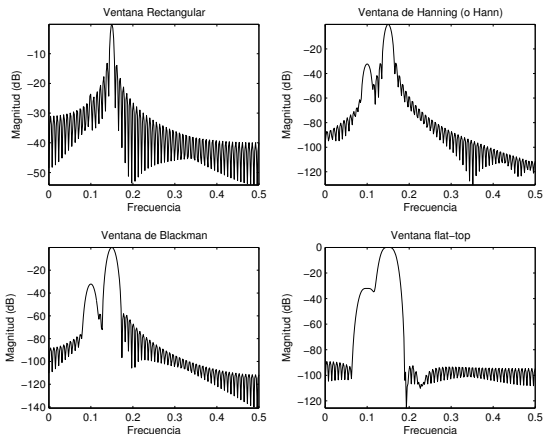 Ventana Rectangular
−10
−20
−30
−40
−50
0 0.1 0.2 0.3 0.4 0.5
Magnitud (dB)
Frecuencia
Ventana de Hanning (o Hann)
−20
−40
−60
−80
−100
−120
0 0.1 0.2 0.3 0.4 0.5
Magnitud (dB)
Frecuencia
Ventana de Blackman
−20
−40
−60
−80
−100
−120
−140
0 0.1 0.2 0.3 0.4 0.5
Magnitud (dB)
Frecuencia
Ventana flat−top
0
−20
−40
−60
−80
−100
−120
0 0.1 0.2 0.3 0.4 0.5
Magnitud (dB)
Frecuencia